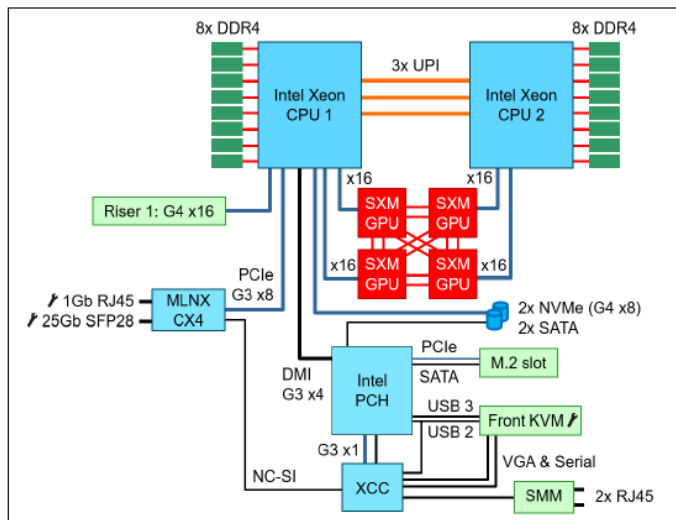 8x DDR4
8x DDR4
3x UPI
Intel Xeon
CPU 1
Intel Xeon
CPU 2
x16
x16
SXM
GPU
SXM
GPU
Riser 1: G4 x16
x16
SXM
GPU
SXM
GPU
x16
PCIe
G3 x8
1Gb RJ45
25Gb SFP28
MLNX
CX4
2x NVMe (G4 x8)
2x SATA
DMI
G3 x4
Intel
PCH
PCIe
SATA
M.2 slot
USB 3
USB 2
Front KVM
G3 x1
VGA & Serial
NC-SI
XCC
SMM
2x RJ45